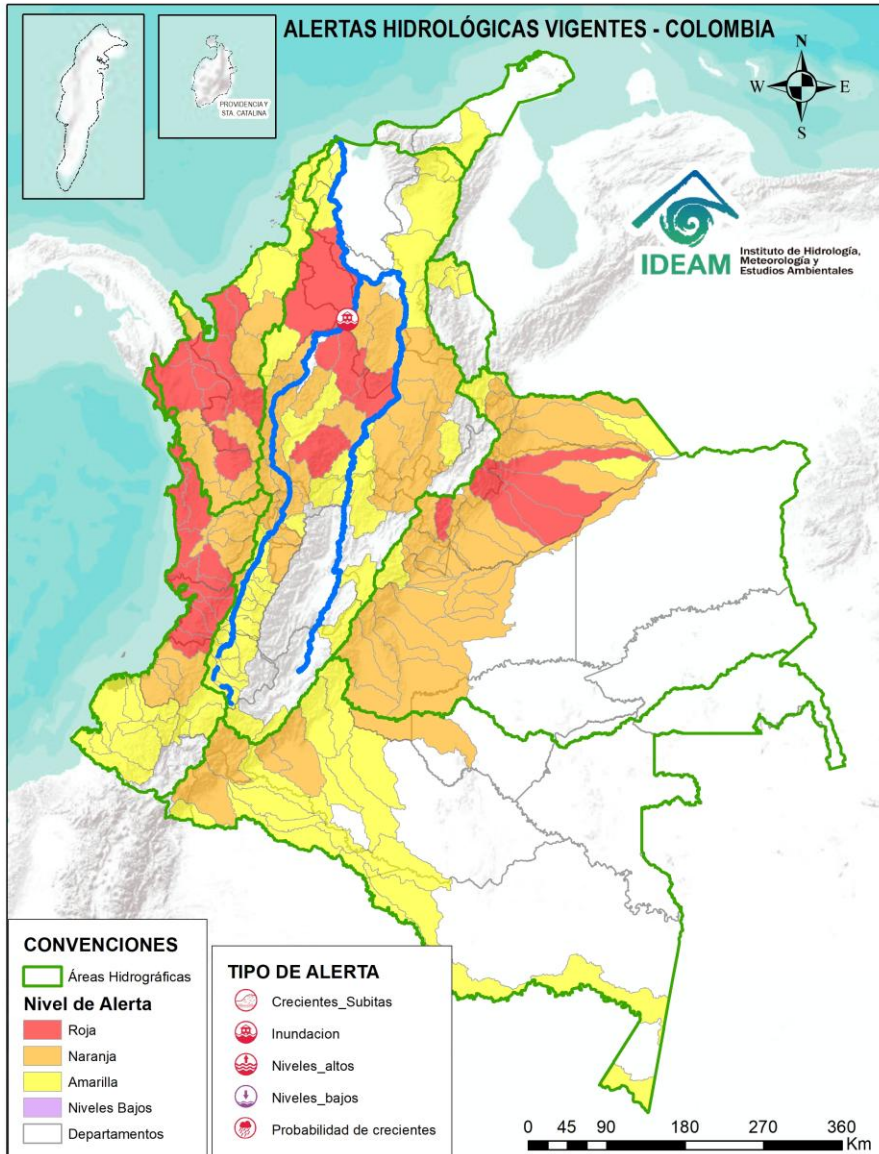 ALERTAS HIDROLÓGICAS VIGENTES - COLOMBIA
PROVIDENCIA Y
STA. CATALINA
N
W
E
S
IDEAM
Instituto de Hidrología,
Meteorología y
Estudios Ambientales
CONVENCIONES
Áreas Hidrográficas
Nivel de Alerta
Roja
Naranja
Amarilla
Niveles Bajos
Departamentos
TIPO DE ALERTA
Crecientes_Subitas
Inundacion
Niveles_altos
Niveles_bajos
Probabilidad de crecientes
0 45 90 180 270 360
Km